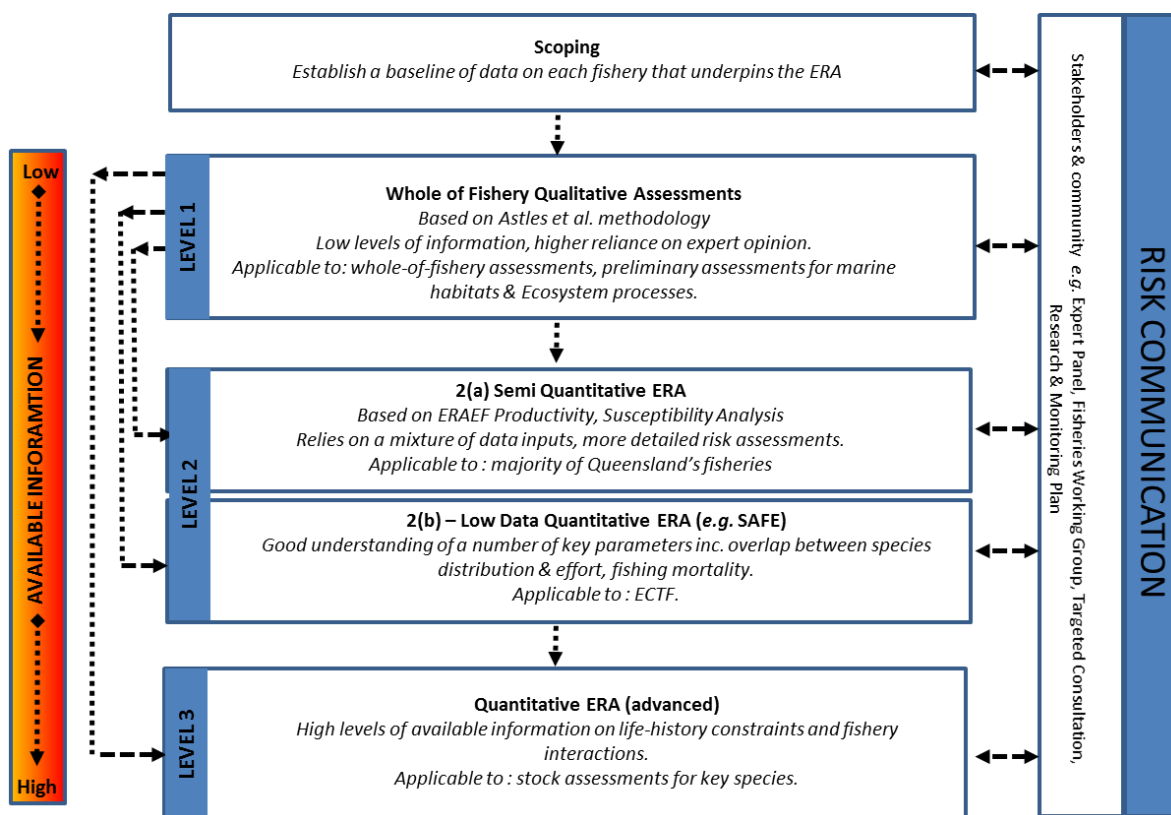 Scoping
Establish a baseline of data on each fishery that underpins the ERA
Low
AVAILABLE INFORAMTION
High
LEVEL 1
Whole of Fishery Qualitative Assessments
Based on Astles et al. methodology
Low levels of information, higher reliance on expert opinion.
Applicable to: whole-of-fishery assessments, preliminary assessments for marine
habitats & Ecosystem processes.
LEVEL 2
2(a) Semi Quantitative ERA
Based on ERAEF Productivity, Susceptibility Analysis
Relies on a mixture of data inputs, more detailed risk assessments.
Applicable to : majority of Queensland's fisheries
2(b) – Low Data Quantitative ERA (e.g. SAFE)
Good understanding of a number of key parameters inc. overlap between species
distribution & effort, fishing mortality.
Applicable to : ECTF.
LEVEL 3
Quantitative ERA (advanced)
High levels of available information on life-history constraints and fishery
interactions.
Applicable to : stock assessments for key species.
Stakeholders & community e.g. Expert Panel, Fisheries Working Group, Targeted Consultation,
Research & Monitoring Plan
RISK COMMUNICATION